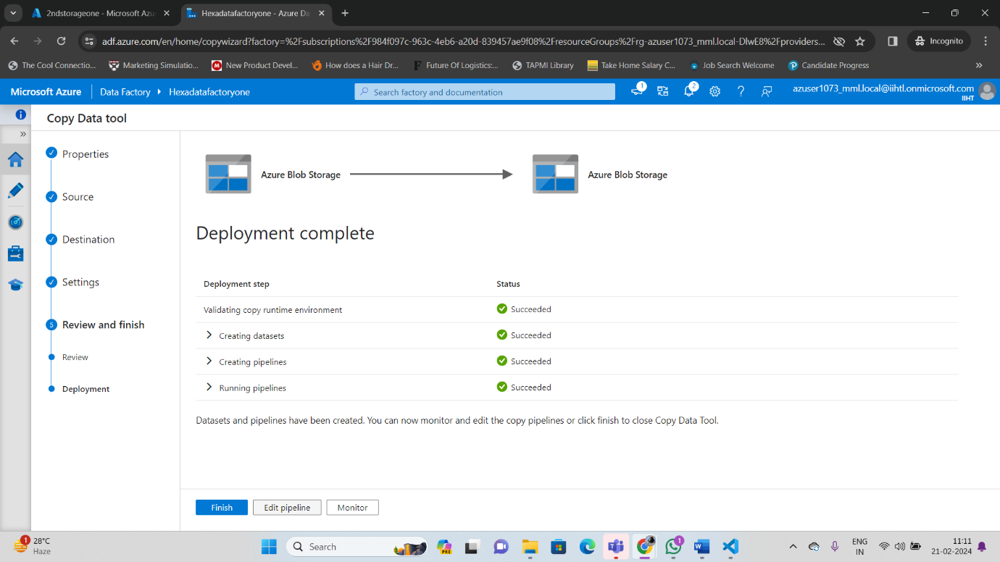 2ndstorageone - Microsoft Azu
Hexadatafactoryone - Azure Da
adf.azure.com/en/home/copywizard?factory=%2Fsubscriptions%2F984f097c-963c-4eb6-a20d-839457ae9f08%2FresourceGroups%2Frg-azuser1073_mml.local-DlwE8%2Fproviders...
Incognito
The Cool Connectio...
Marketing Simulatio...
New Product Devel...
How does a Hair Dr...
Future Of Logistics:...
TAPMI Library
Take Home Salary C...
Job Search Welcome
Candidate Progress
Microsoft Azure
Data Factory
Hexadatafactoryone
Search factory and documentation
1
2
azuser1073_mml.local@iihtl.onmicrosoft.com
IIHT
Copy Data tool
Properties
Source
Destination
Settings
5 Review and finish
Review
Deployment
Azure Blob Storage
Azure Blob Storage
Deployment complete
Deployment step Status
Validating copy runtime environment Succeeded
Creating datasets Succeeded
Creating pipelines Succeeded
Running pipelines Succeeded
Datasets and pipelines have been created. You can now monitor and edit the copy pipelines or click finish to close Copy Data Tool.
Finish
Edit pipeline
Monitor
1
28°C
Haze
Search
PRE
1
ENG
IN
11:11
21-02-2024